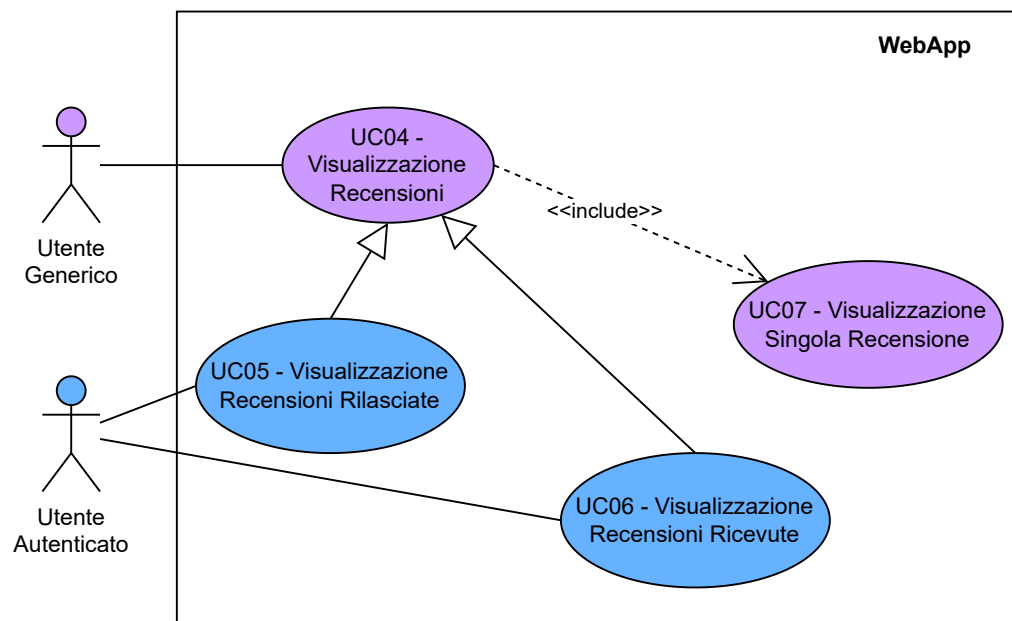 WebApp
UC04 -
Visualizzazione
Recensioni
Utente
Generico
<<include>>
UC07 - Visualizzazione
Singola Recensione
UC05 - Visualizzazione
Recensioni Rilasciate
Utente
Autenticato
UC06 - Visualizzazione
Recensioni Ricevute